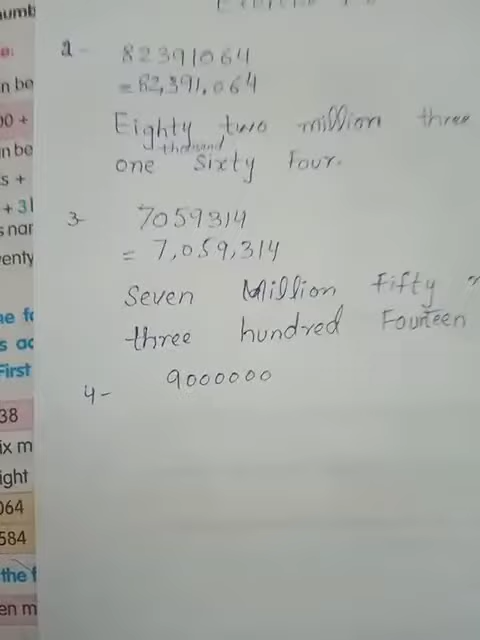 numb
e:
n be
00 +
n be
s +
+ 31
s nar
enty
e fo
s ac
First
38
ix m
ight
064
584
the f
en m
2- 82391064
= 82,391,064
Eighty two million three
thousand
one sixty Four.
3- 7059314
= 7,059,314
Seven Million Fifty
three hundred Fourteen
4- 9000000